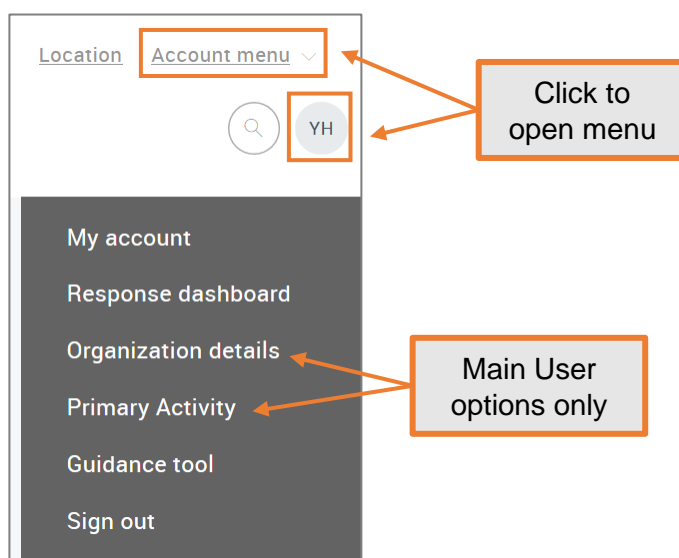 Location Account menu
Click to
open menu
YH
My account
Response dashboard
Organization details
Primary Activity
Main User
options only
Guidance tool
Sign out